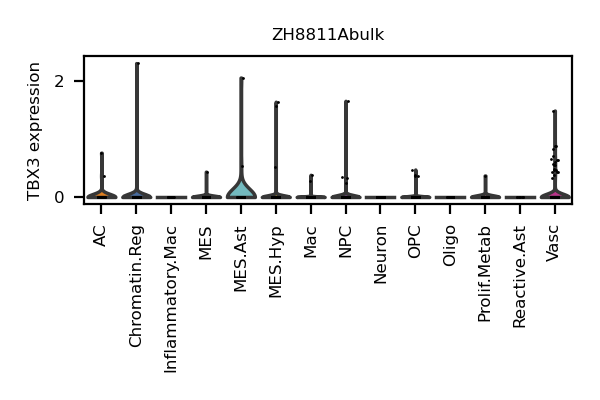 ZH8811Abulk
TBX3 expression
2
0
AC
Chromatin.Reg
Inflammatory.Mac
MES
MES.Ast
MES.Hyp
Mac
NPC
Neuron
OPC
Oligo
Prolif.Metab
Reactive.Ast
Vasc